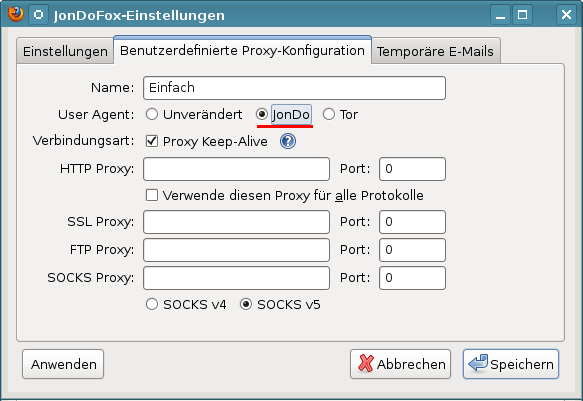 JonDoFox-Einstellungen
Einstellungen Benutzerdefinierte Proxy-Konfiguration Temporäre E-Mails
Name: Einfach
User Agent: Unverändert JonDo Tor
Verbindungsart: Proxy Keep-Alive ?
HTTP Proxy: Port: 0
Verwende diesen Proxy für alle Protokolle
SSL Proxy: Port: 0
FTP Proxy: Port: 0
SOCKS Proxy: Port: 0
SOCKS v4 SOCKS v5
Anwenden Abbrechen Speichern